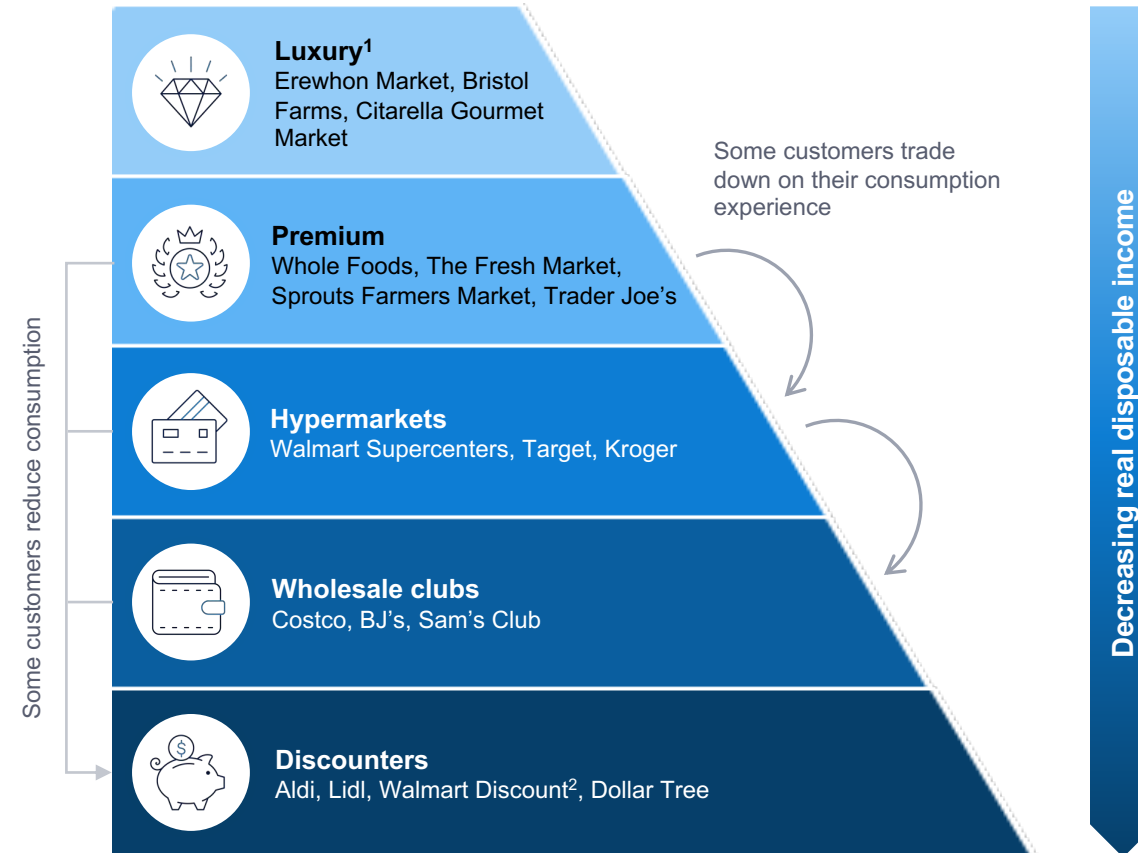 Luxury¹
Erewhon Market, Bristol
Farms, Citarella Gourmet
Market
Some customers trade
down on their consumption
experience
Premium
Whole Foods, The Fresh Market,
Sprouts Farmers Market, Trader Joe’s
Hypermarkets
Walmart Supercenters, Target, Kroger
Wholesale clubs
Costco, BJ’s, Sam’s Club
$
Discounters
Aldi, Lidl, Walmart Discount², Dollar Tree
Some customers reduce consumption
Decreasing real disposable income